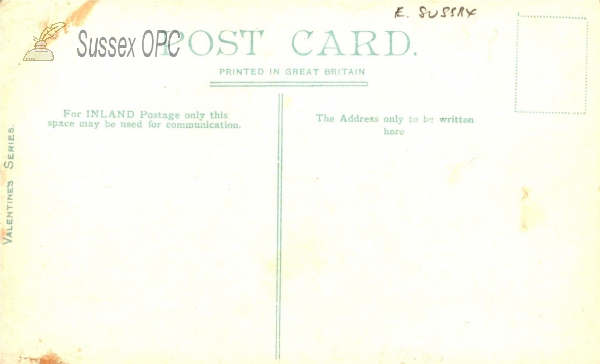 E. SUSSEX
Sussex OPC
POST CARD.
PRINTED IN GREAT BRITAIN
For INLAND Postage only this
space may be used for communication.
The Address only to be written
here
VALENTINE'S SERIES.